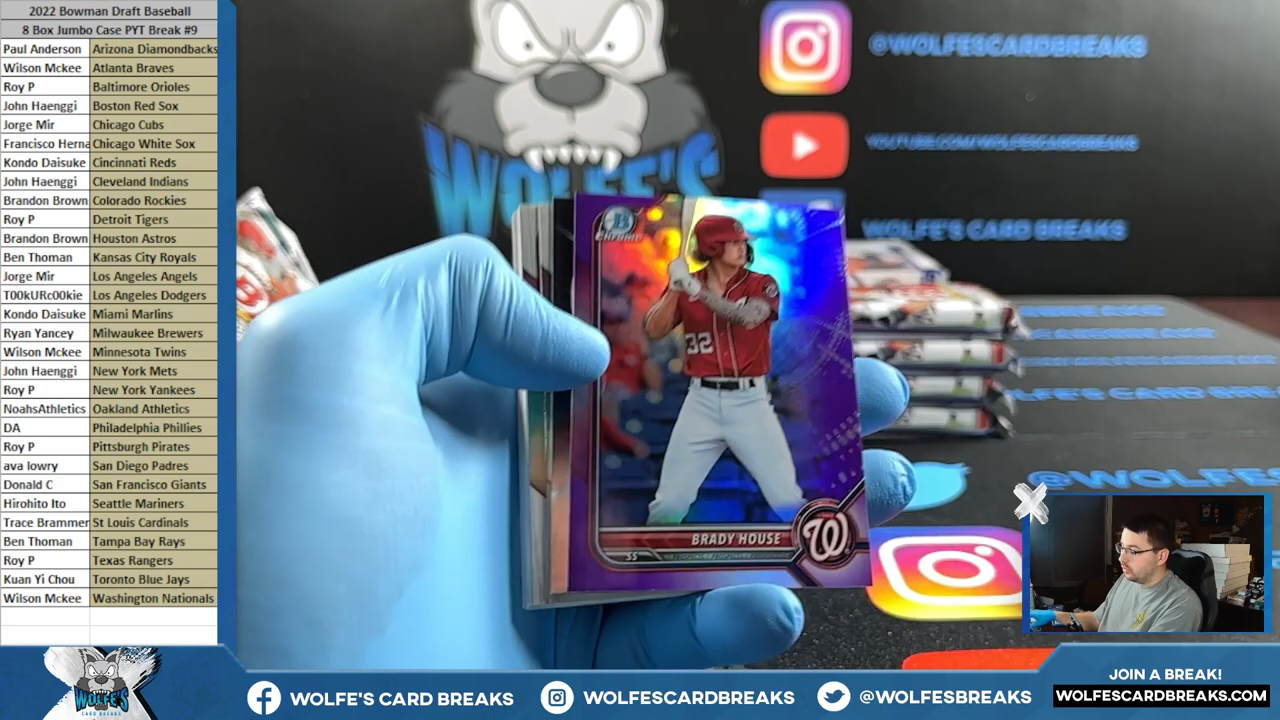 2022 Bowman Draft Baseball
8 Box Jumbo Case PYT Break #9
Paul Anderson Arizona Diamondbacks
Wilson Mckee Atlanta Braves
Roy P Baltimore Orioles
John Haenggi Boston Red Sox
Jorge Mir Chicago Cubs
Francisco Herna Chicago White Sox
Kondo Daisuke Cincinnati Reds
John Haenggi Cleveland Indians
Brandon Brown Colorado Rockies
Roy P Detroit Tigers
Brandon Brown Houston Astros
Ben Thoman Kansas City Royals
Jorge Mir Los Angeles Angels
T00kURc00kie Los Angeles Dodgers
Kondo Daisuke Miami Marlins
Ryan Yancey Milwaukee Brewers
Wilson Mckee Minnesota Twins
John Haenggi New York Mets
Roy P New York Yankees
NoahsAthletics Oakland Athletics
DA Philadelphia Phillies
Roy P Pittsburgh Pirates
ava lowry San Diego Padres
Donald C San Francisco Giants
Hirohito Ito Seattle Mariners
Trace Brammer St Louis Cardinals
Ben Thoman Tampa Bay Rays
Roy P Texas Rangers
Kuan Yi Chou Toronto Blue Jays
Wilson Mckee Washington Nationals
@WOLFESCARDBREAKS
YOUTUBE.COM/WOLFESCARDBREAKS
WOLFE'S CARD BREAKS
WOLFE'S
B
Chrome
32
BRADY HOUSE
SS
W
@WOLFES
WOLFE'S
CARD BREAKS
WOLFE'S CARD BREAKS
WOLFESCARDBREAKS
@WOLFESBREAKS
JOIN A BREAK!
WOLFESCARDBREAKS.COM